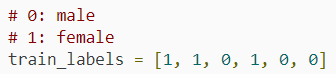 # 0: male
# 1: female
train_labels = [1, 1, 0, 1, 0, 0]